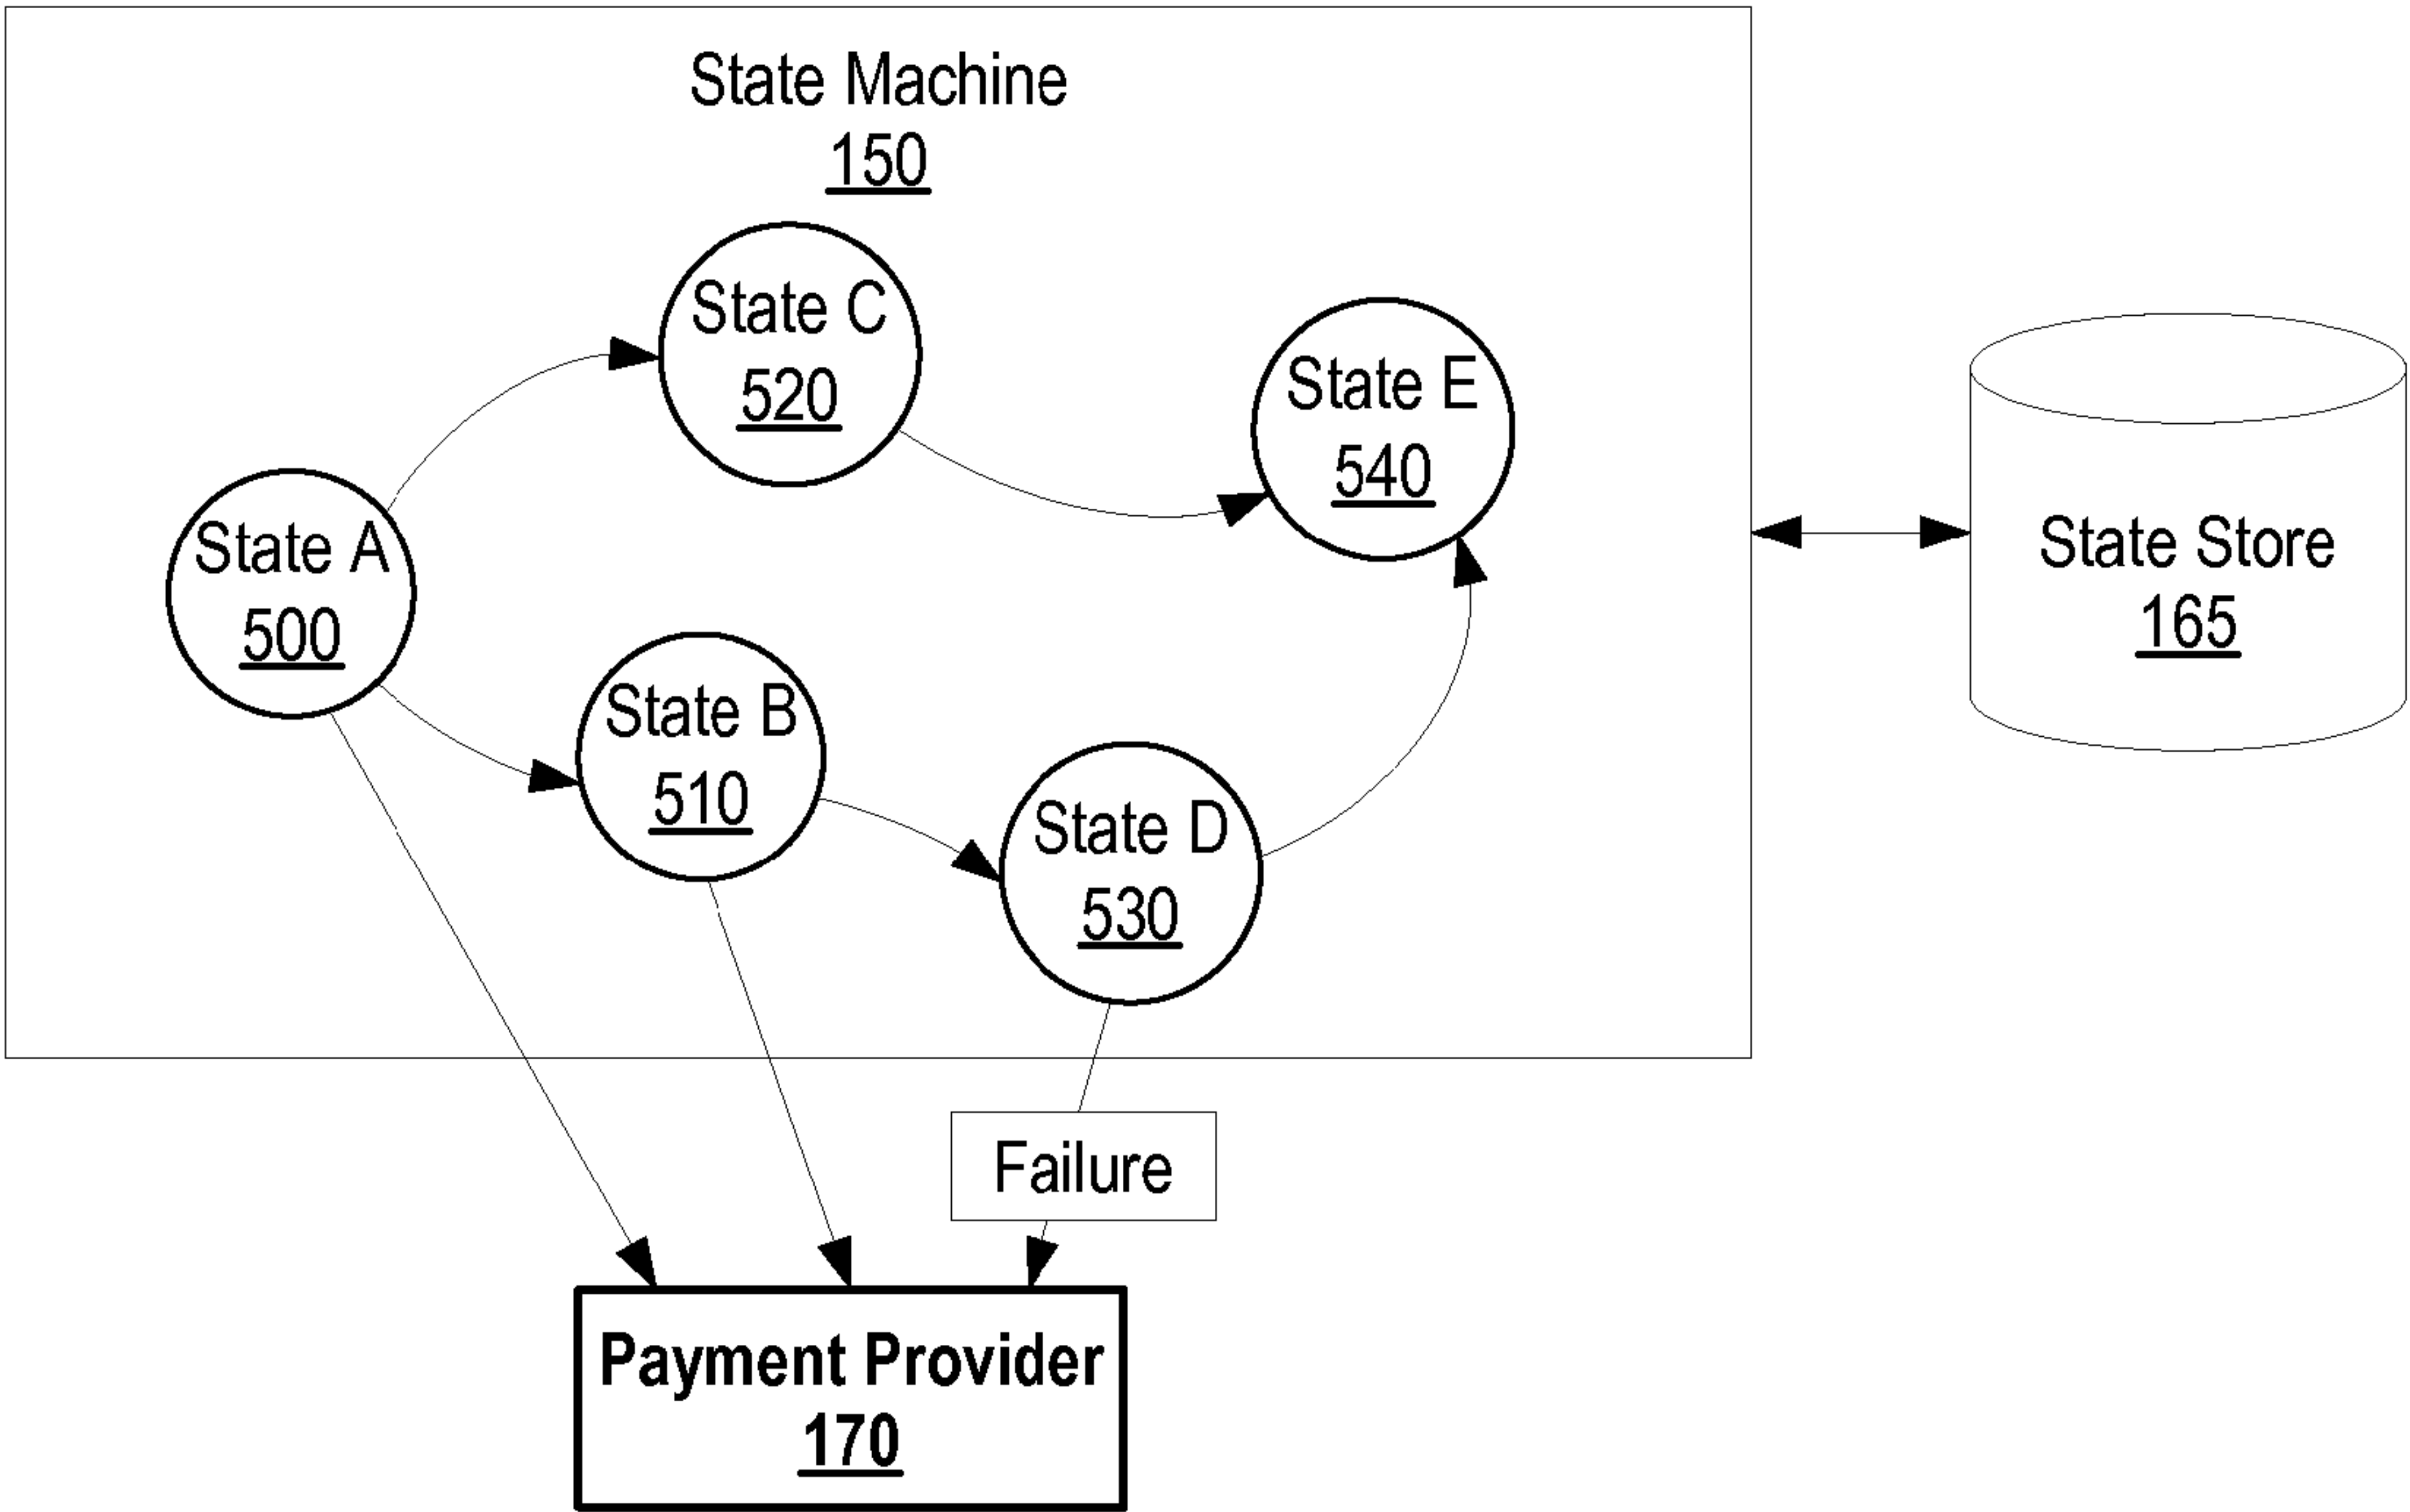 State Machine
150
State C
520
State E
540
State A
500
State Store
165
State B
510
State D
530
Failure
Payment Provider
170